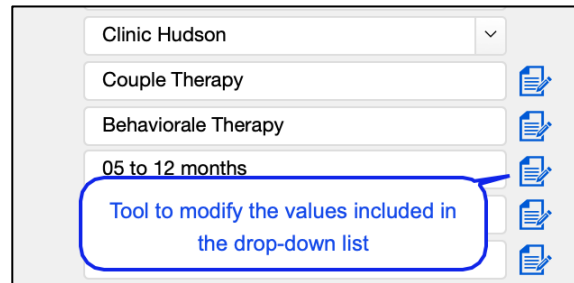 Clinic Hudson
Couple Therapy
Behaviorale Therapy
05 to 12 months
Tool to modify the values included in
the drop-down list